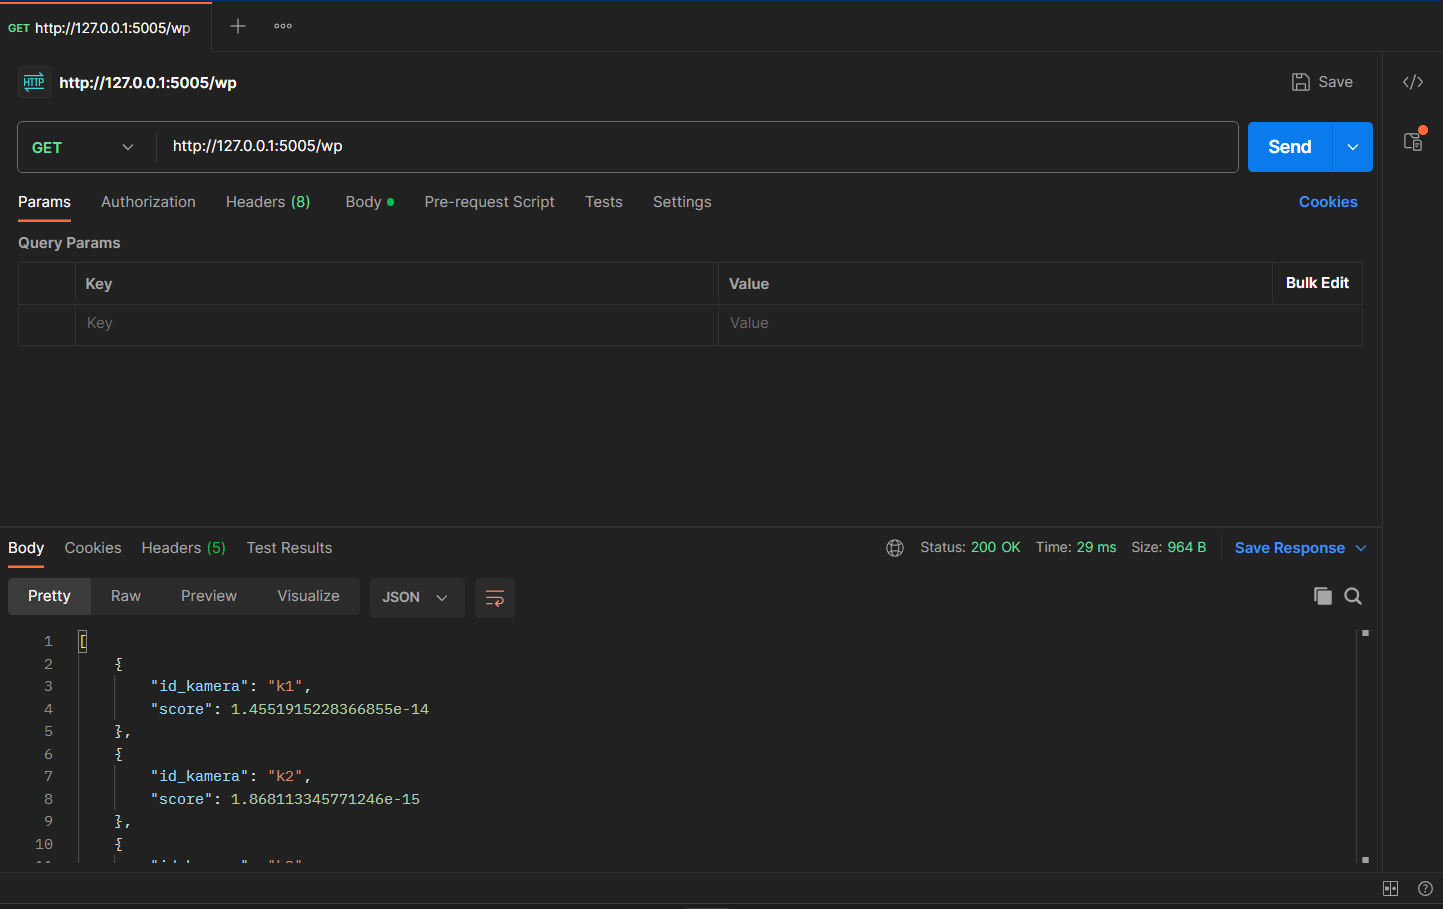 GET http://127.0.0.1:5005/wp
HTTP http://127.0.0.1:5005/wp
Save
GET http://127.0.0.1:5005/wp Send
Params Authorization Headers (8) Body Pre-request Script Tests Settings Cookies
Query Params
Key Value Bulk Edit
Key Value
Body Cookies Headers (5) Test Results Status: 200 OK Time: 29 ms Size: 964 B Save Response
Pretty Raw Preview Visualize JSON
1 [
2 {
3 "id_kamera": "k1",
4 "score": 1.4551915228366855e-14
5 },
6 {
7 "id_kamera": "k2",
8 "score": 1.868113345771246e-15
9 },
10 {